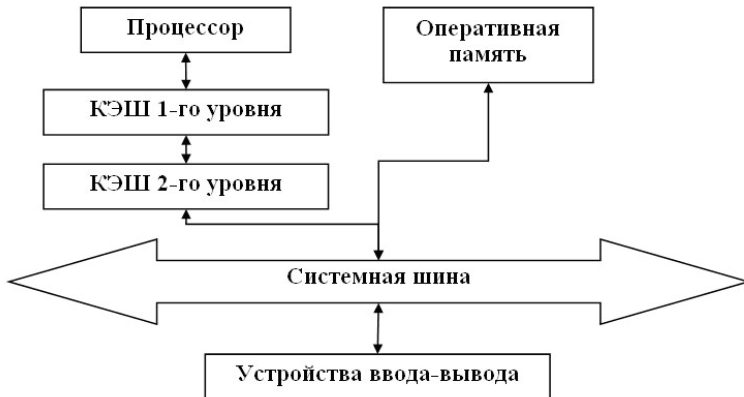 Процессор
Оперативная
память
КЭШ 1-го уровня
КЭШ 2-го уровня
Системная шина
Устройства ввода-вывода